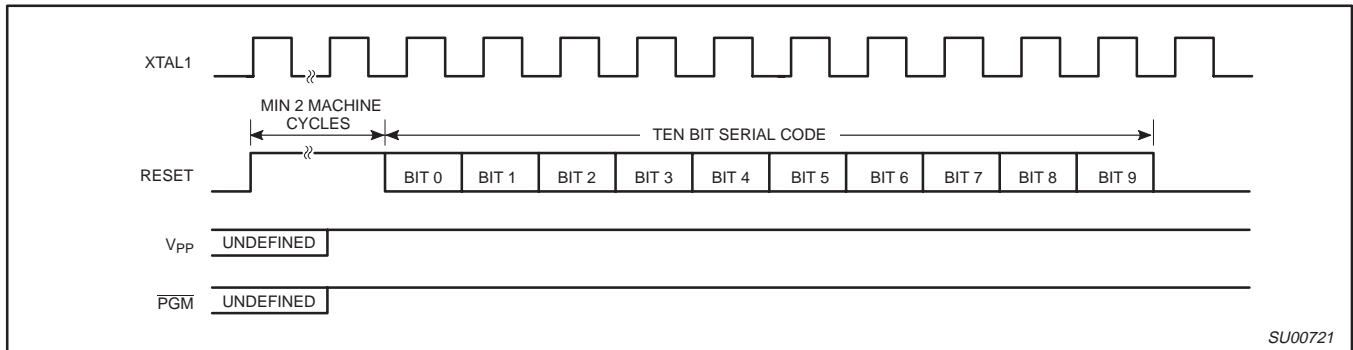 XTAL1
MIN 2 MACHINE
CYCLES
TEN BIT SERIAL CODE
RESET
BIT 0 BIT 1 BIT 2 BIT 3 BIT 4 BIT 5 BIT 6 BIT 7 BIT 8 BIT 9
VPP UNDEFINED
PGM UNDEFINED
SU00721